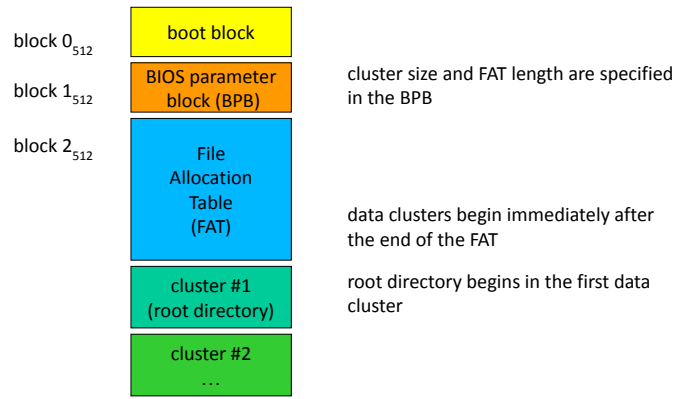 block 0512
boot block
block 1512
BIOS parameter
block (BPB)
cluster size and FAT length are specified
in the BPB
block 2512
File
Allocation
Table
(FAT)
data clusters begin immediately after
the end of the FAT
cluster #1
(root directory)
root directory begins in the first data
cluster
cluster #2
…